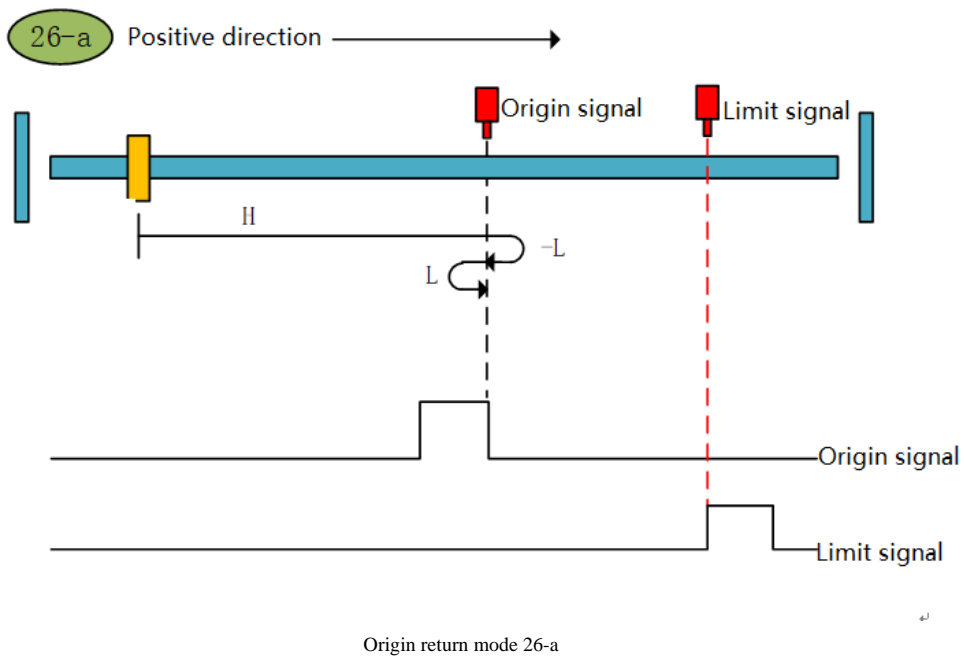 26-a Positive direction
Origin signal
Limit signal
H
-L
L
Origin signal
Limit signal
Origin return mode 26-a